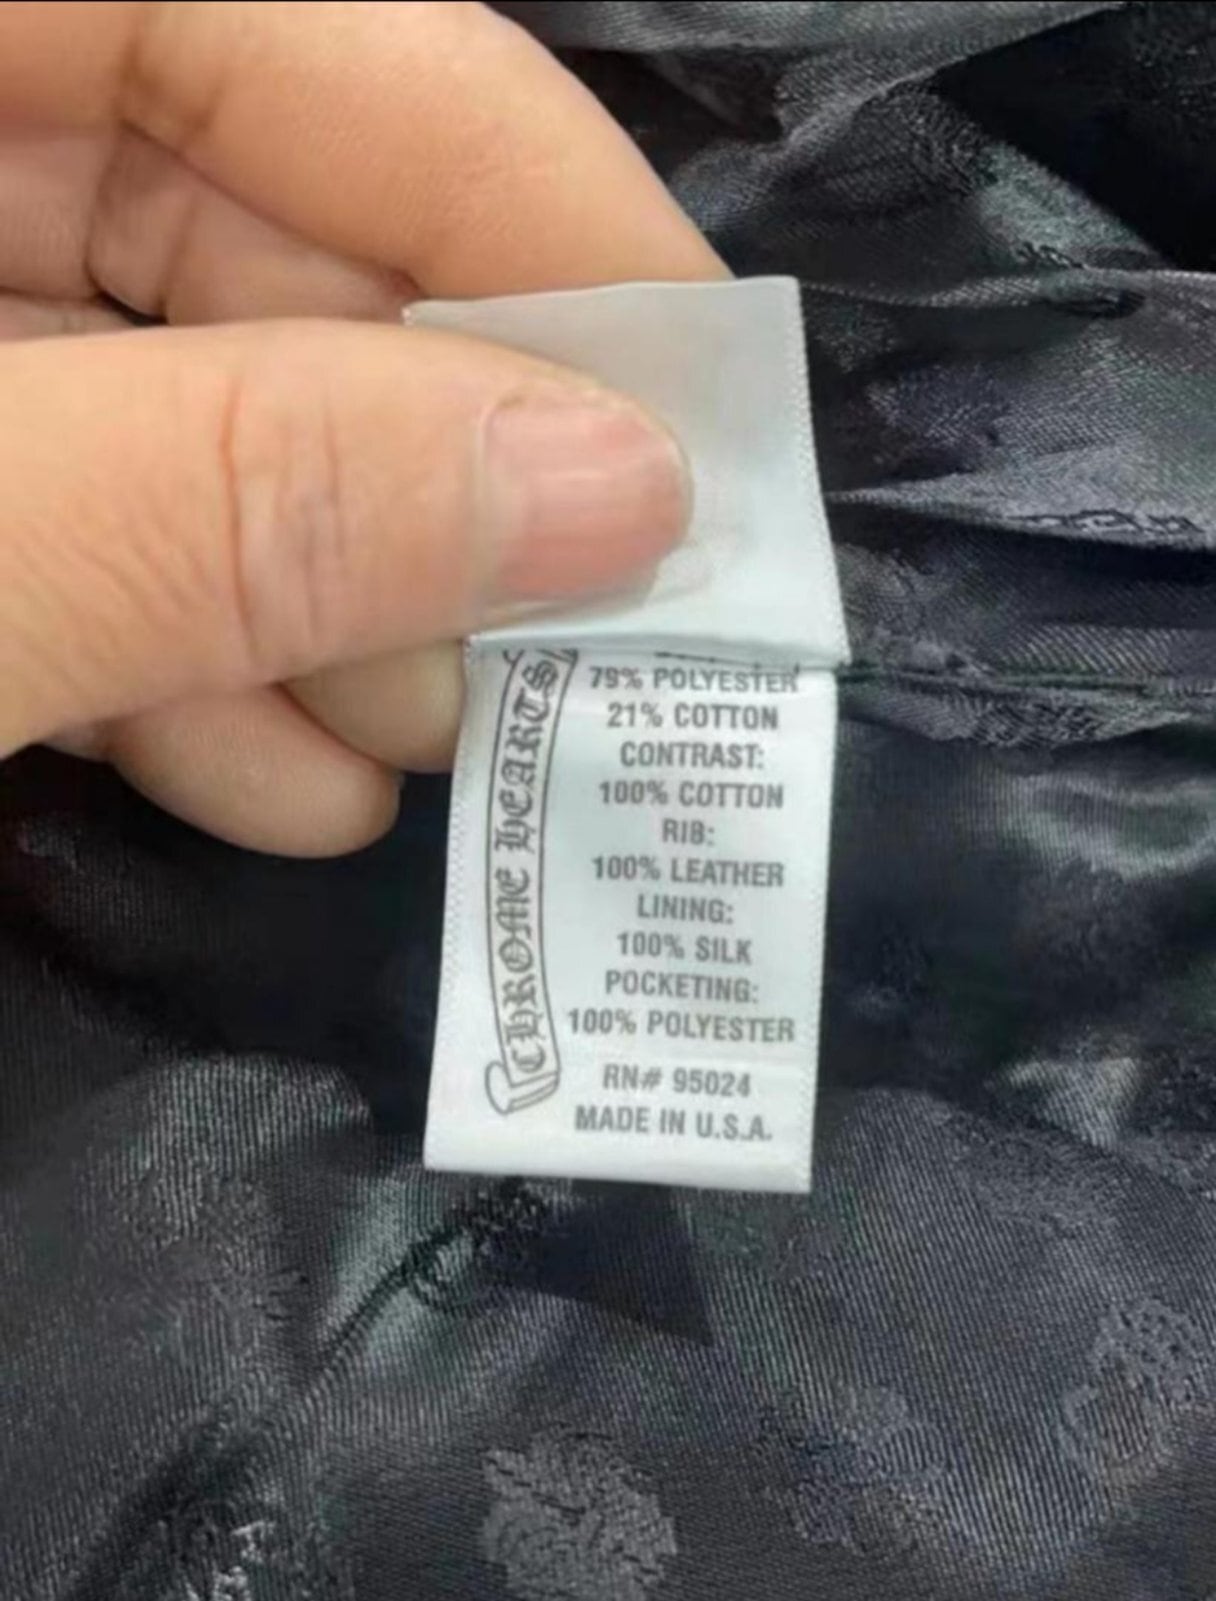 CHROME HEARTS
79% POLYESTER
21% COTTON
CONTRAST:
100% COTTON
RIB:
100% LEATHER
LINING:
100% SILK
POCKETING:
100% POLYESTER
RN# 95024
MADE IN U.S.A.